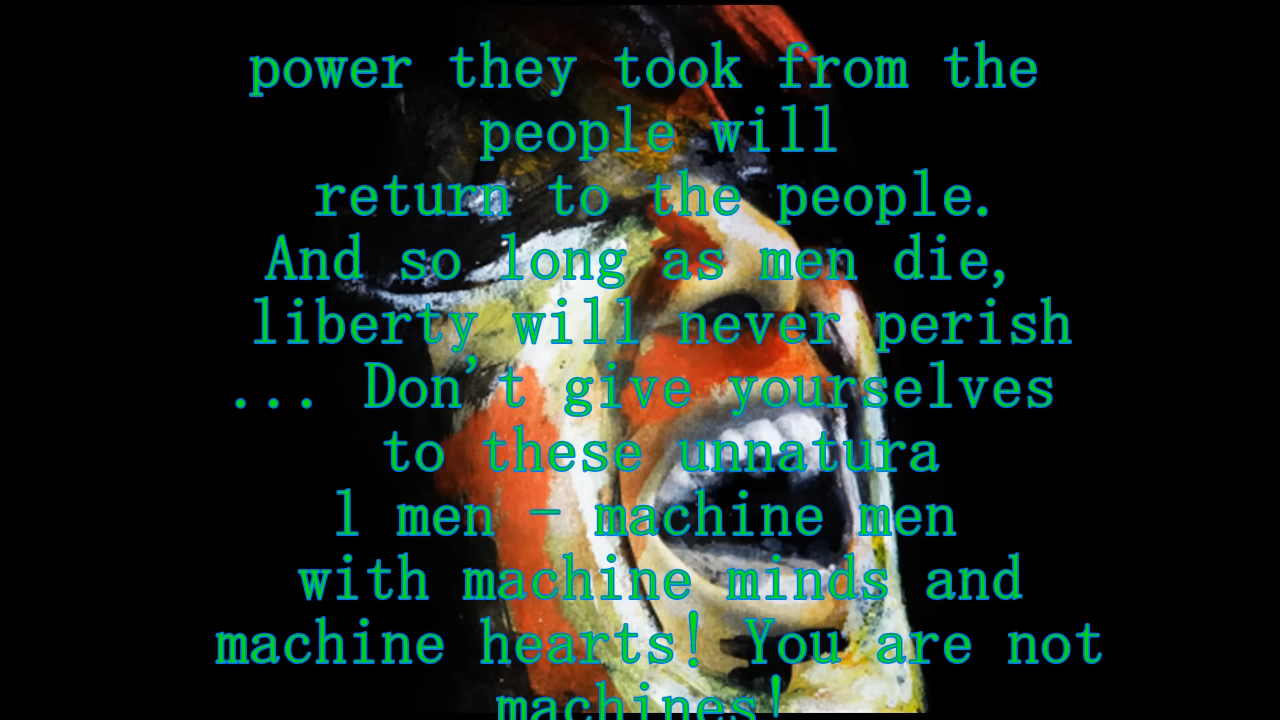 power they took from the
people will
return to the people.
And so long as men die,
liberty will never perish
... Don't give yourselves
to these unnatura
l men - machine men
with machine minds and
machine hearts! You are not
machines!